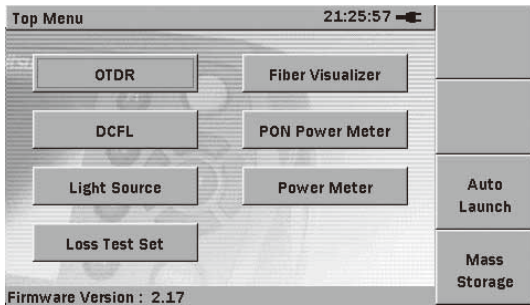 Top Menu 21:25:57
OTDR Fiber Visualizer
DCFL PON Power Meter
Light Source Power Meter
Loss Test Set
Auto
Launch
Mass
Storage
Firmware Version : 2.17